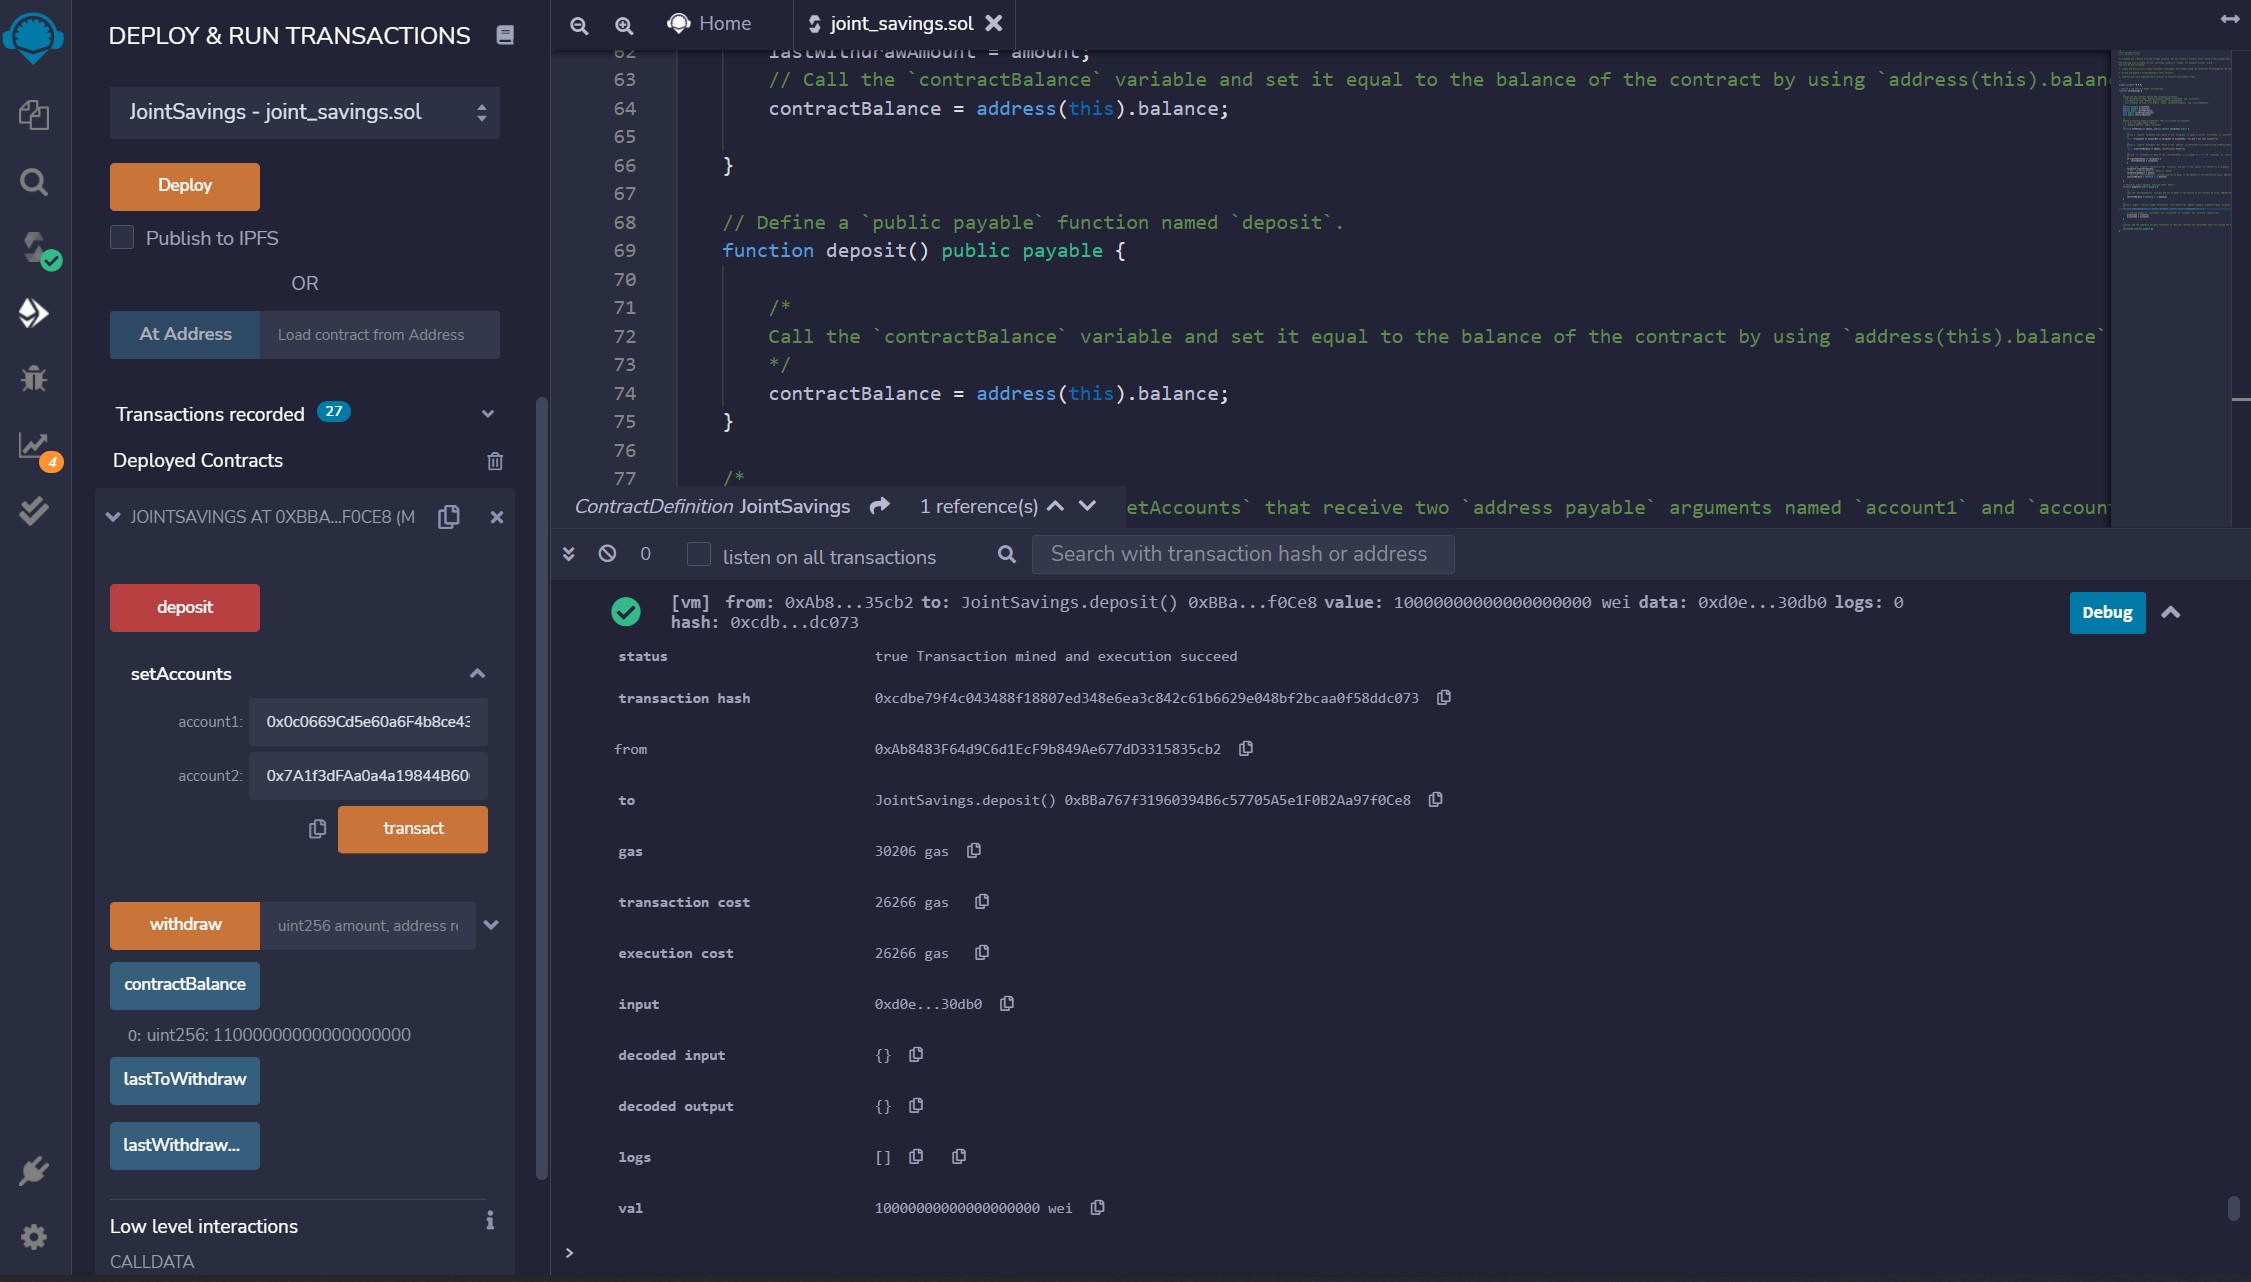 DEPLOY & RUN TRANSACTIONS
JointSavings - joint_savings.sol
Deploy
Publish to IPFS
OR
At Address Load contract from Address
Transactions recorded 27
Deployed Contracts
4
JOINTSAVINGS AT 0XBBA...F0CE8 (M
deposit
setAccounts
account1: 0x0c0669Cd5e60a6F4b8ce43
account2: 0x7A1f3dFAa0a4a19844B60
transact
withdraw uint256 amount, address re
contractBalance
0: uint256: 11000000000000000000
lastToWithdraw
lastWithdraw...
Low level interactions
CALLDATA
Home joint_savings.sol
62 lastWithdrawAmount = amount;
63 // Call the `contractBalance` variable and set it equal to the balance of the contract by using `address(this).balan
64 contractBalance = address(this).balance;
65
66 }
67
68 // Define a `public payable` function named `deposit`.
69 function deposit() public payable {
70
71 /*
72 Call the `contractBalance` variable and set it equal to the balance of the contract by using `address(this).balance`
73 */
74 contractBalance = address(this).balance;
75 }
76
77 /*
ContractDefinition JointSavings 1 reference(s) etAccounts` that receive two `address payable` arguments named `account1` and `accoun
0 listen on all transactions Search with transaction hash or address
[vm] from: 0xAb8...35cb2 to: JointSavings.deposit() 0xBBa...f0Ce8 value: 10000000000000000000 wei data: 0xd0e...30db0 logs: 0
hash: 0xcdb...dc073
Debug
status true Transaction mined and execution succeed
transaction hash 0xcdbe79f4c043488f18807ed348e6ea3c842c61b6629e048bf2bcaa0f58ddc073
from 0xAb8483F64d9C6d1EcF9b849Ae677dD3315835cb2
to JointSavings.deposit() 0xBBa767f31960394B6c57705A5e1F0B2Aa97f0Ce8
gas 30206 gas
transaction cost 26266 gas
execution cost 26266 gas
input 0xd0e...30db0
decoded input {}
decoded output {}
logs []
val 10000000000000000000 wei
>